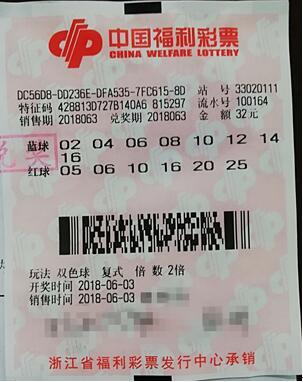 中国福利彩票
CHINA WELFARE LOTTERY
DC56D8-DD236E-DFA535-7FC615-8D 站 号 33020111
特征码 428813D727B140A6 815297 流水号 100164
销售期 2018063 兑奖期 2018063 金 额 32元
蓝球 02 04 06 08 10 12 14
16
红球 05 06 10 16 20 25
兑奖
玩法 双色球 复式 倍 数 2倍
开奖时间 2018-06-03
销售时间 2018-06-03
浙江省福利彩票发行中心承销